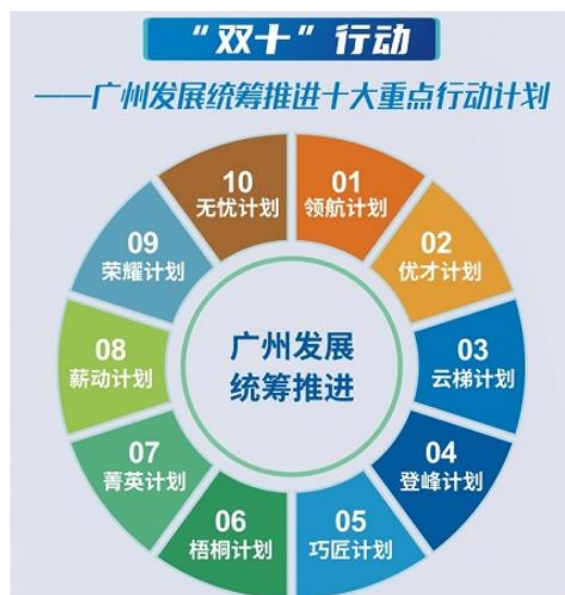 “双十”行动
——广州发展统筹推进十大重点行动计划
01
领航计划
02
优才计划
03
云梯计划
04
登峰计划
05
巧匠计划
06
梧桐计划
07
菁英计划
08
薪动计划
09
荣耀计划
10
无忧计划
广州发展
统筹推进